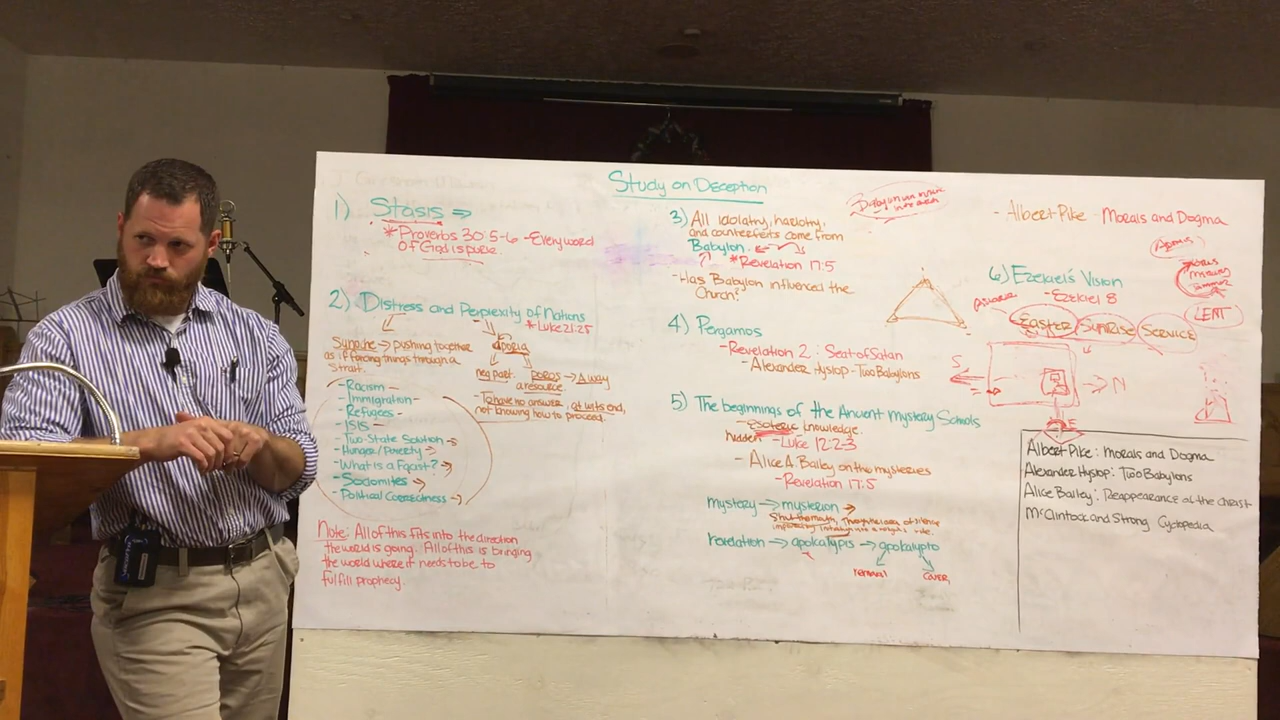 Study on Deception
1) Stasis ⇒
*Proverbs 30:5-6 - Every word
of God is pure.
2) Distress and Perplexity of Nations
*Luke 21:25
Sunoche → pushing together
as if forcing things through a
strait.
aporia
neg part. poros → A way
a resource
- To have no answer, at wits end,
not knowing how to proceed.
- Racism -
- Immigration -
- Refugees -
- ISIS -
- Two-State Solution →
- Hunger/Poverty →
- What is a Facist? →
- Sodomites →
- Political Correctness →
Note: All of this fits into the direction
the world is going. All of this is bringing
the world where it needs to be to
fulfill prophecy.
3) All idolatry, harlotry,
and counterfeits come from
Babylon.
*Revelation 17:5
- Has Babylon influenced the
Church?
4) Pergamos
- Revelation 2: Seat of Satan
- Alexander Hyslop - Two Babylons
5) The beginnings of the Ancient Mystery Schools
- esoteric knowledge.
hidden - Luke 12:2-3
- Alice A. Bailey on the mysteries
- Revelation 17:5
mystery → mysterion →
Shut the mouth,
revelation → apokalypis → apokalypto
removal cover
- Albert Pike - Morals and Dogma
6) Ezekiel's Vision
- Ezekiel 8
LENT
Easter Sunrise Service
S N
E
Albert Pike: Morals and Dogma
Alexander Hyslop: Two Babylons
Alice Bailey: Reappearance of the Christ
McClintock and Strong Cyclopedia